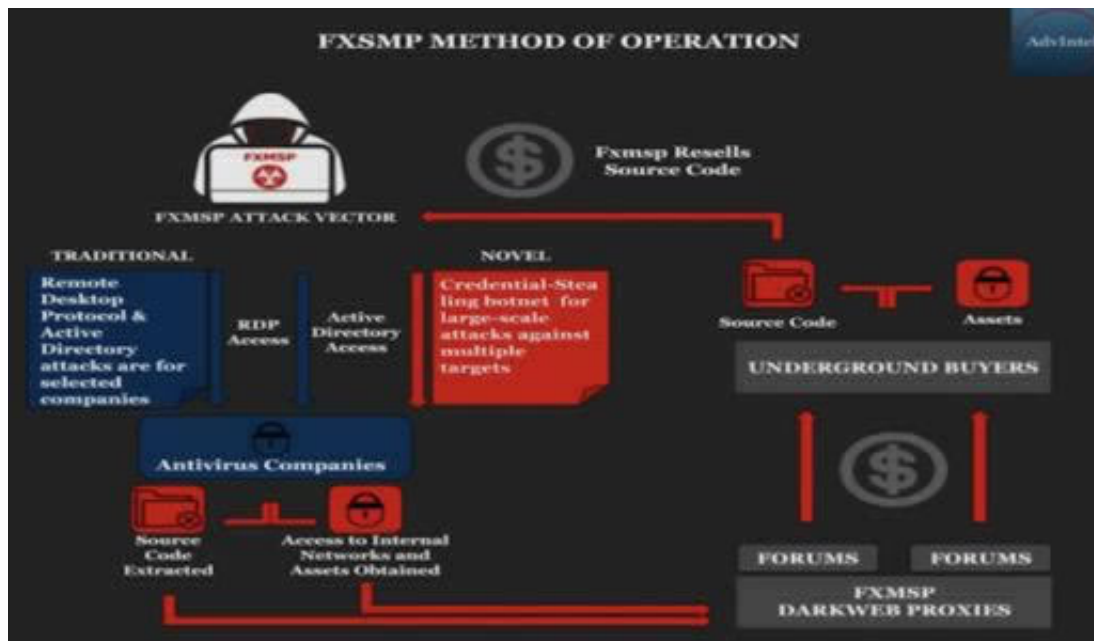 FXSMP METHOD OF OPERATION
AdvInte
FXMSP
Fxmsp Resells
Source Code
FXMSP ATTACK VECTOR
TRADITIONAL
Remote
Desktop
Protocol &
Active
Directory
attacks are for
selected
companies
RDP
Access
Active
Directory
Access
NOVEL
Credential-Stea
ling botnet for
large-scale
attacks against
multiple
targets
Source Code
Assets
UNDERGROUND BUYERS
Antivirus Companies
Source
Code
Extracted
Access to Internal
Networks and
Assets Obtained
FORUMS
FORUMS
FXMSP
DARKWEB PROXIES